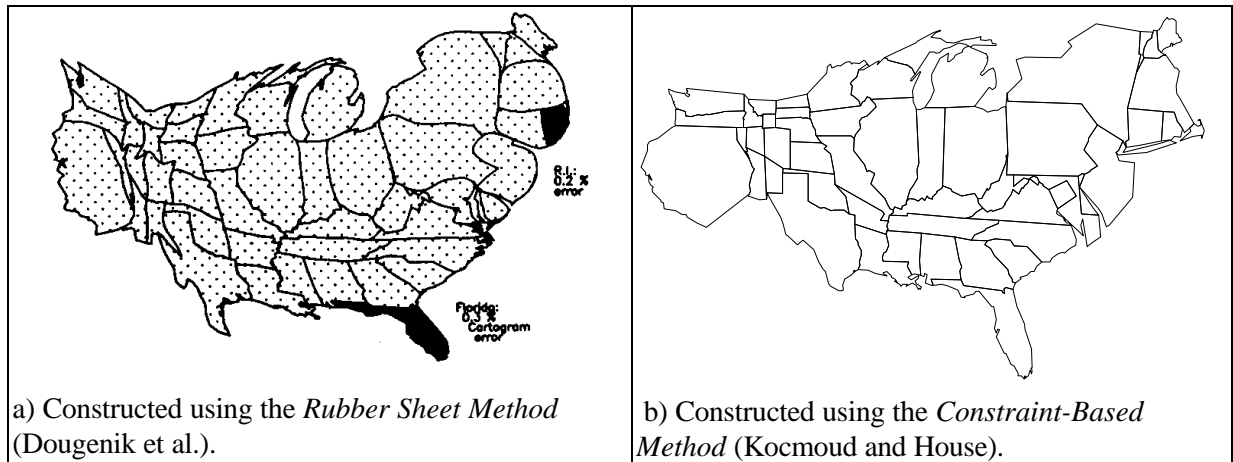 R.I.:
0.2 %
error
Florida:
0.3 %
Cartogram
error
a) Constructed using the Rubber Sheet Method
(Dougenik et al.).
b) Constructed using the Constraint-Based
Method (Kocmoud and House).